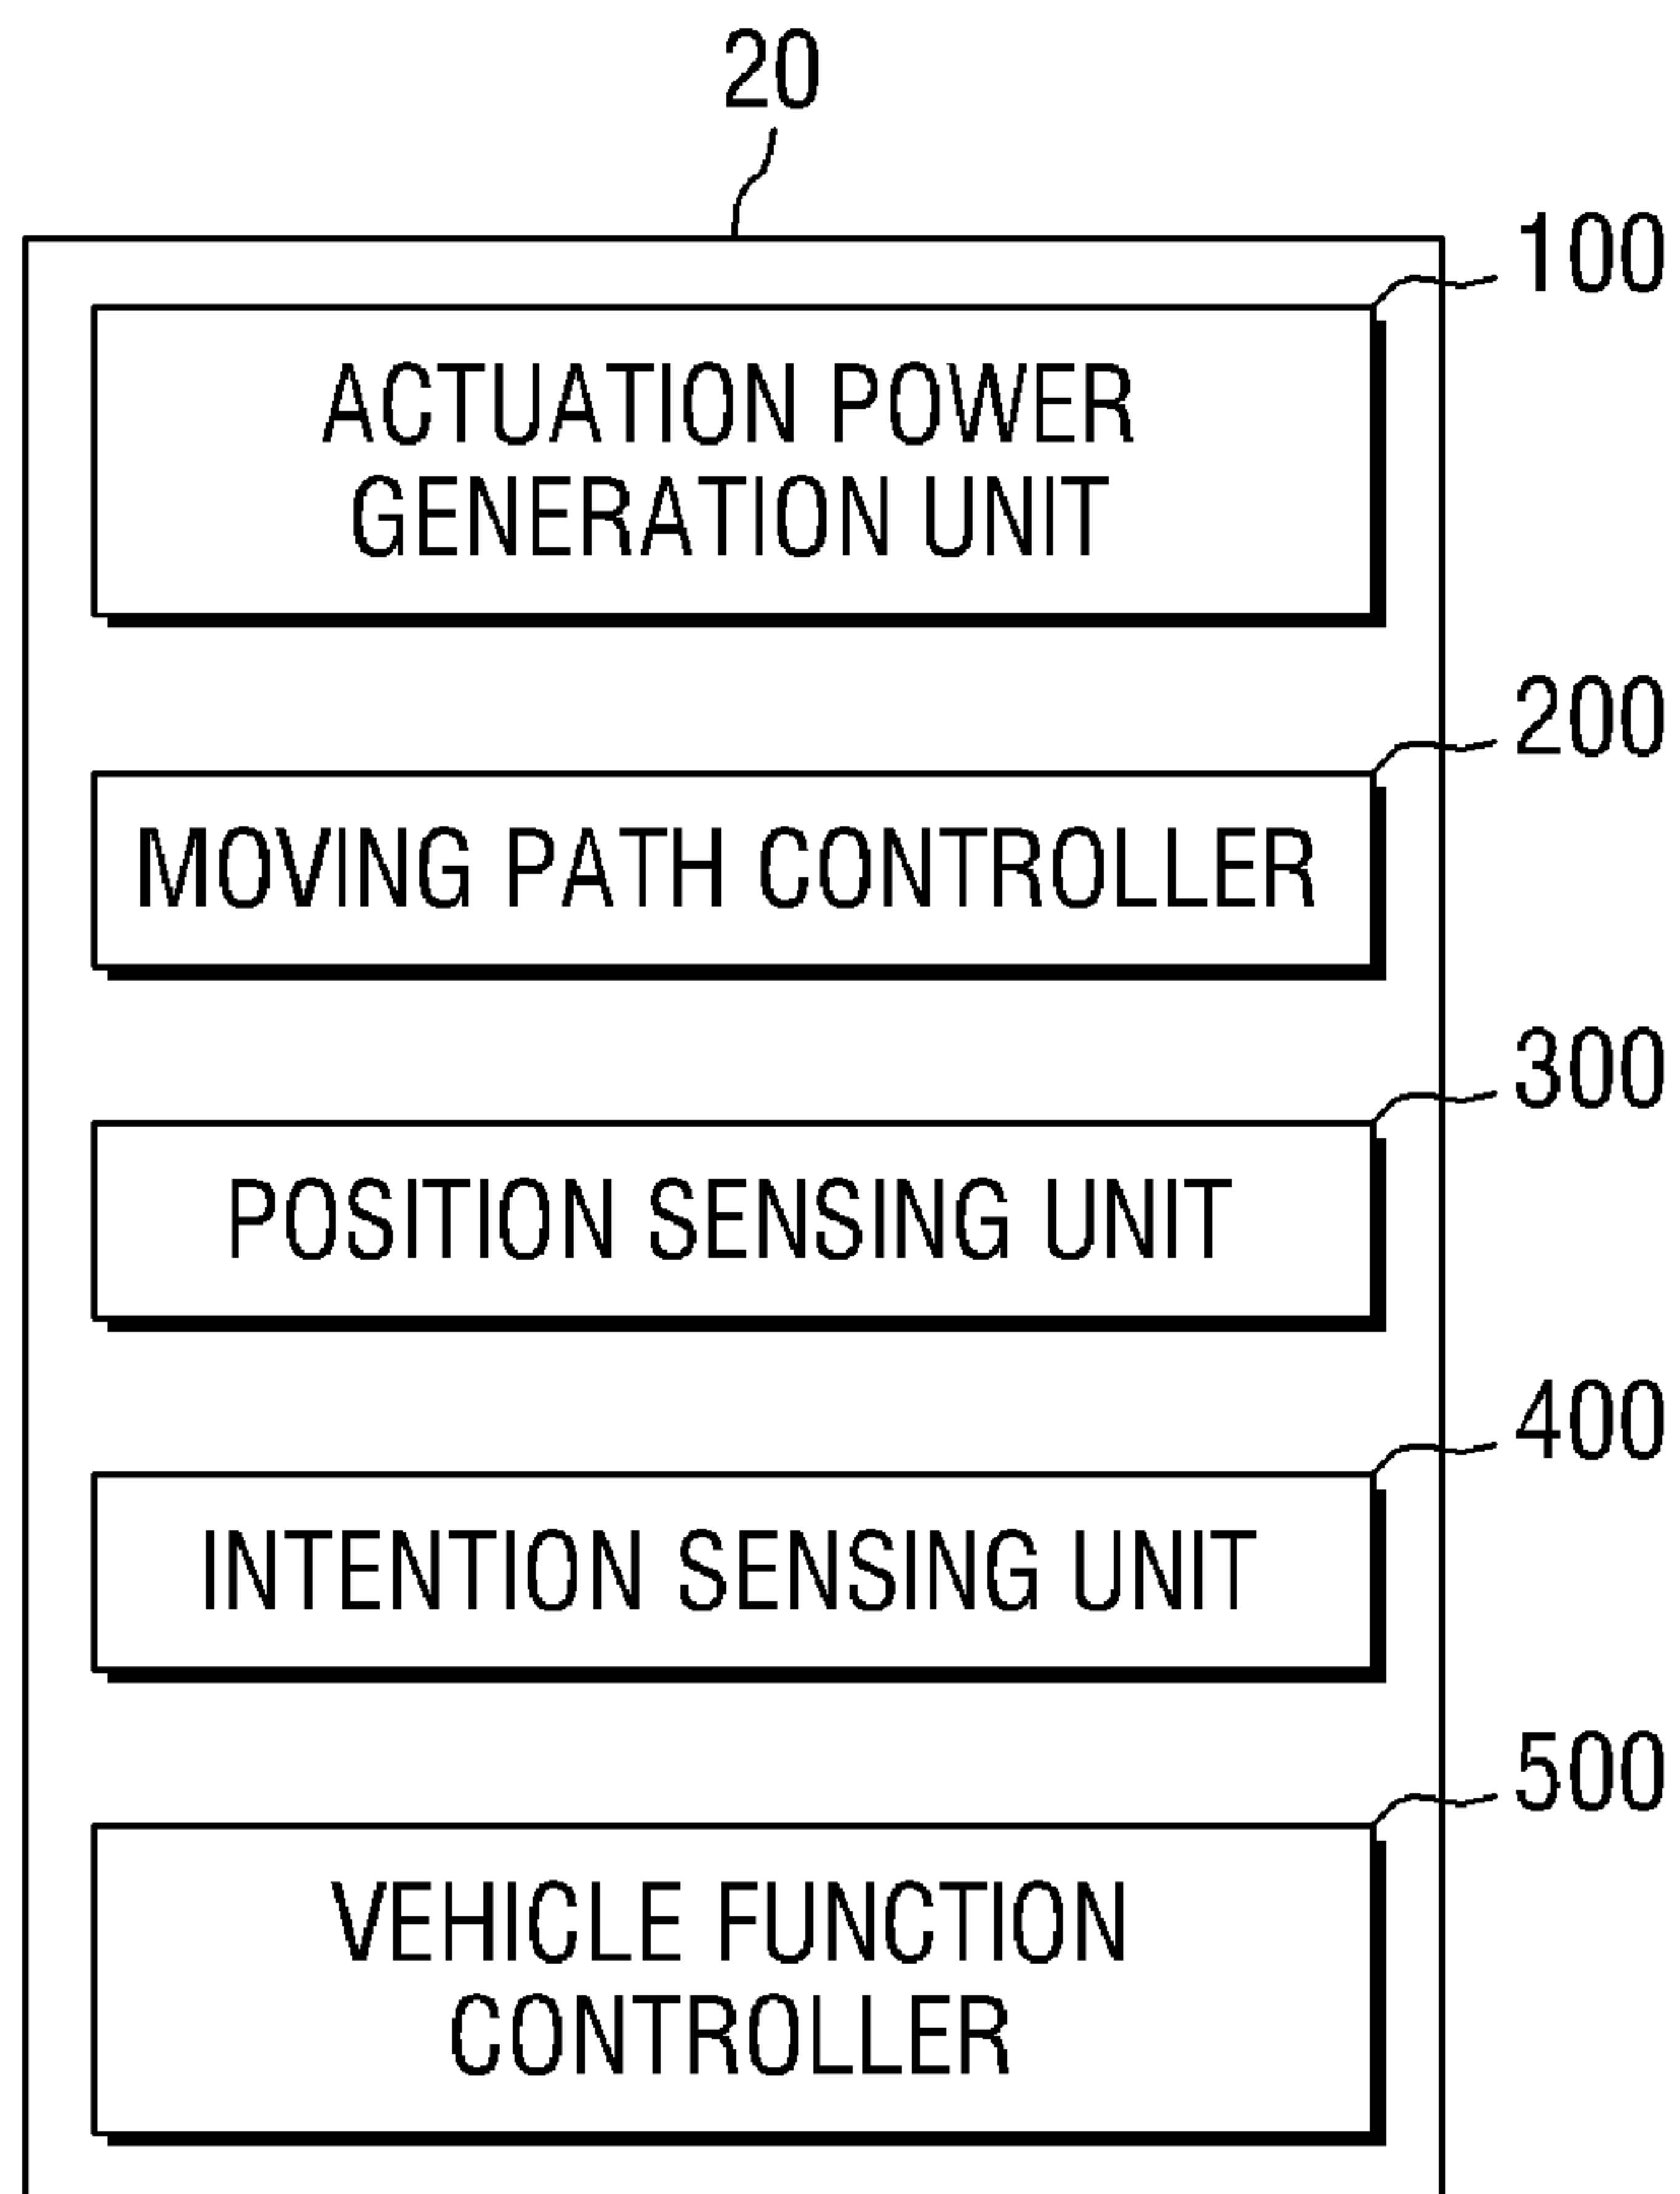 20
100
ACTUATION POWER
GENERATION UNIT
200
MOVING PATH CONTROLLER
300
POSITION SENSING UNIT
400
INTENTION SENSING UNIT
500
VEHICLE FUNCTION
CONTROLLER